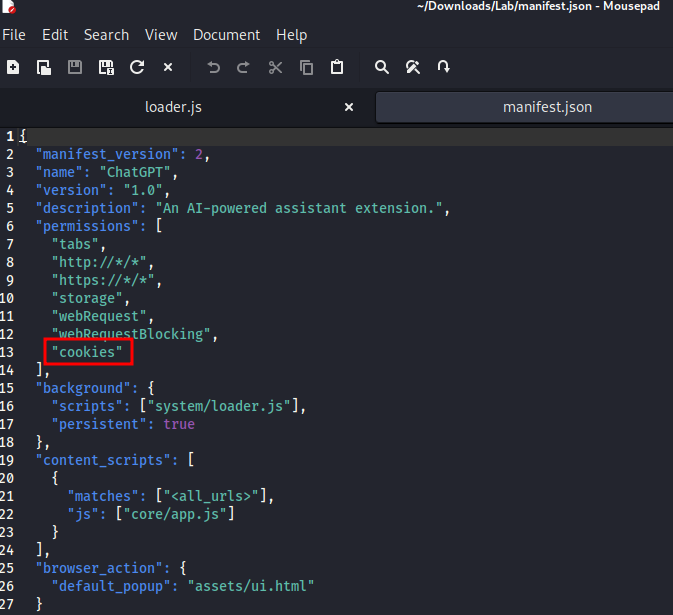 ~/Downloads/Lab/manifest.json - Mousepad
File Edit Search View Document Help
loader.js × manifest.json
1 {
2   "manifest_version": 2,
3   "name": "ChatGPT",
4   "version": "1.0",
5   "description": "An AI-powered assistant extension.",
6   "permissions": [
7     "tabs",
8     "http://*/*",
9     "https://*/*",
10     "storage",
11     "webRequest",
12     "webRequestBlocking",
13     "cookies"
14   ],
15   "background": {
16     "scripts": ["system/loader.js"],
17     "persistent": true
18   },
19   "content_scripts": [
20     {
21       "matches": ["<all_urls>"],
22       "js": ["core/app.js"]
23     }
24   ],
25   "browser_action": {
26     "default_popup": "assets/ui.html"
27   }